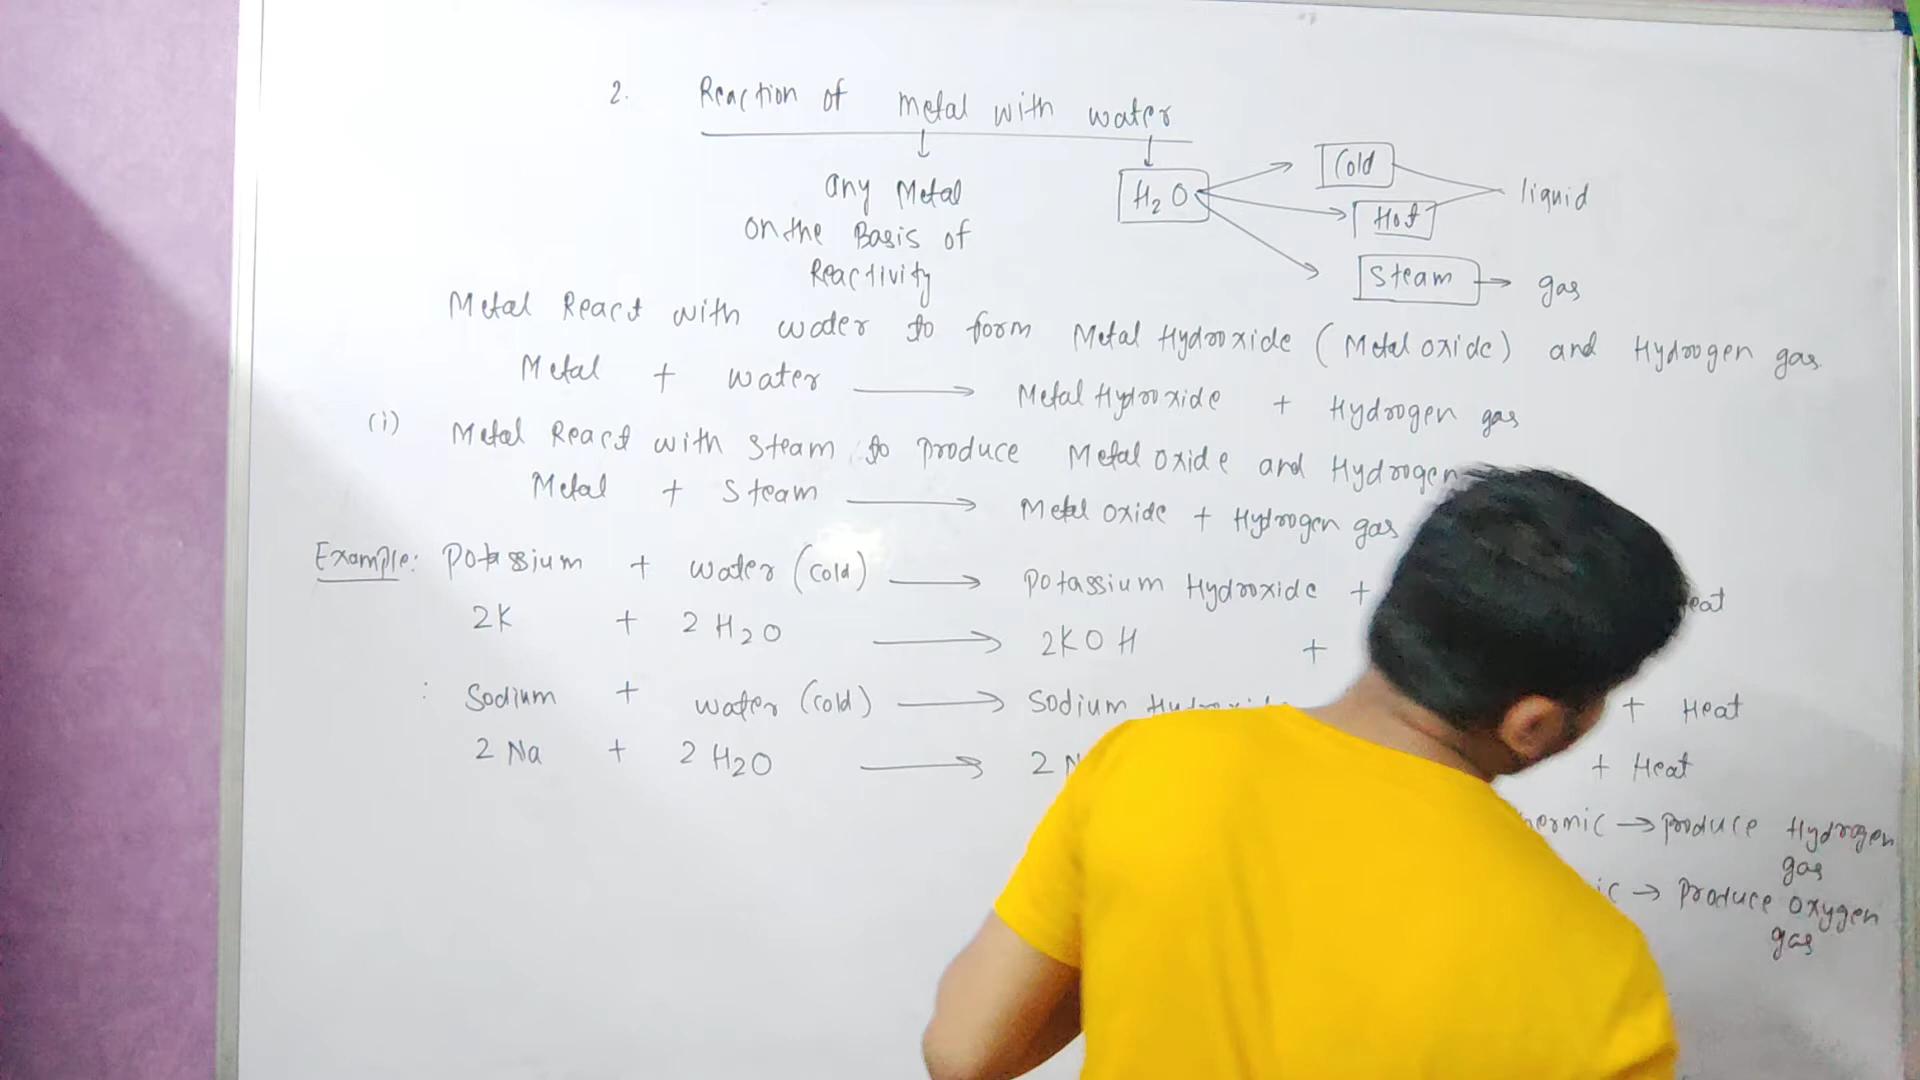 2. Reaction of metal with water
any Metal
on the Basis of
Reactivity
H2O
Cold
Hot
liquid
Steam → gas
Metal React with water to form Metal Hydroxide (Metal oxide) and Hydrogen gas
Metal + water → Metal Hydroxide + Hydrogen gas
(i) Metal React with steam to produce Metal oxide and Hydrogen
Metal + Steam → Metal oxide + Hydrogen gas
Example: Potassium + water (cold) → potassium Hydroxide +
2K + 2H2O → 2KOH +
: Sodium + water (cold) → Sodium + Heat
2Na + 2H2O → 2 + Heat
→ produce Hydrogen
gas
→ produce oxygen
gas